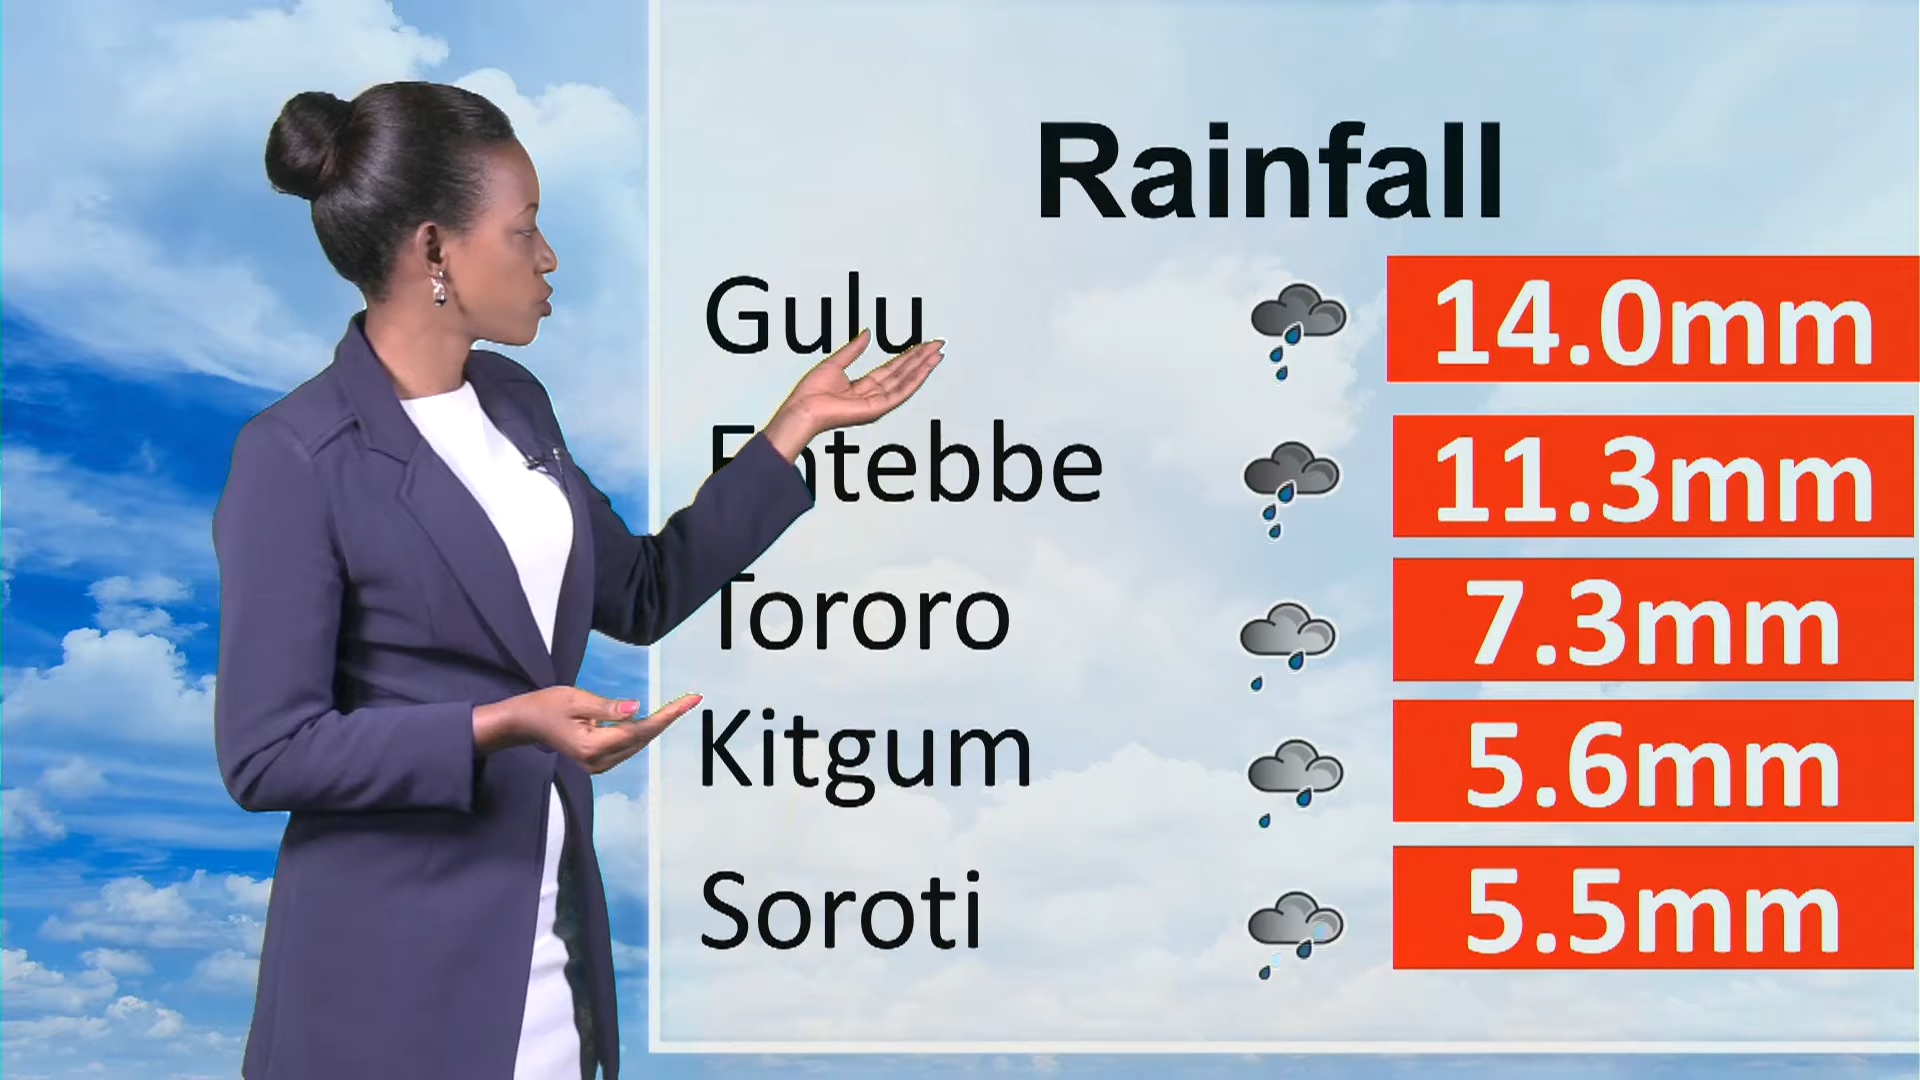 Rainfall
Gulu 14.0mm
Entebbe 11.3mm
Tororo 7.3mm
Kitgum 5.6mm
Soroti 5.5mm